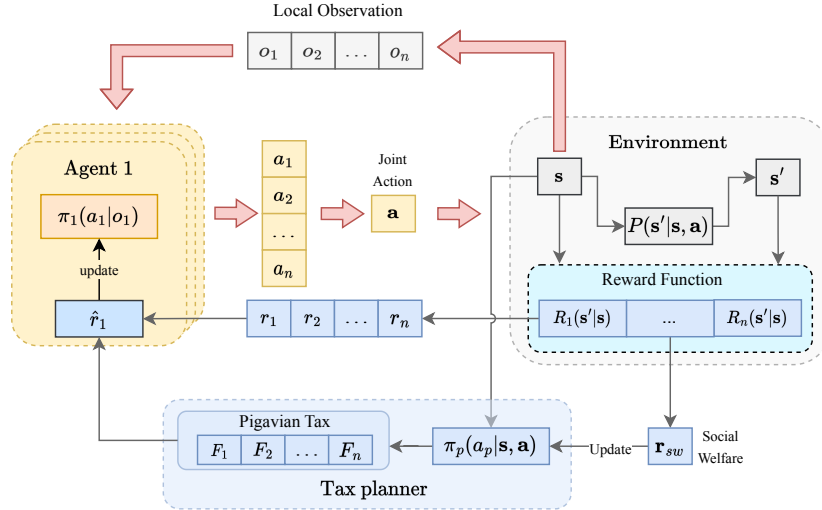 Local Observation
o₁ o₂ … oₙ
Environment
Agent 1
π₁(a₁|o₁)
update
r̂₁
a₁
a₂
...
aₙ
Joint
Action
a
s
s′
P(s′|s, a)
Reward Function
R₁(s′|s) ... Rₙ(s′|s)
r₁ r₂ … rₙ
Pigavian Tax
F₁ F₂ … Fₙ
πₚ(aₚ|s, a)
Update
r_sw
Social
Welfare
Tax planner